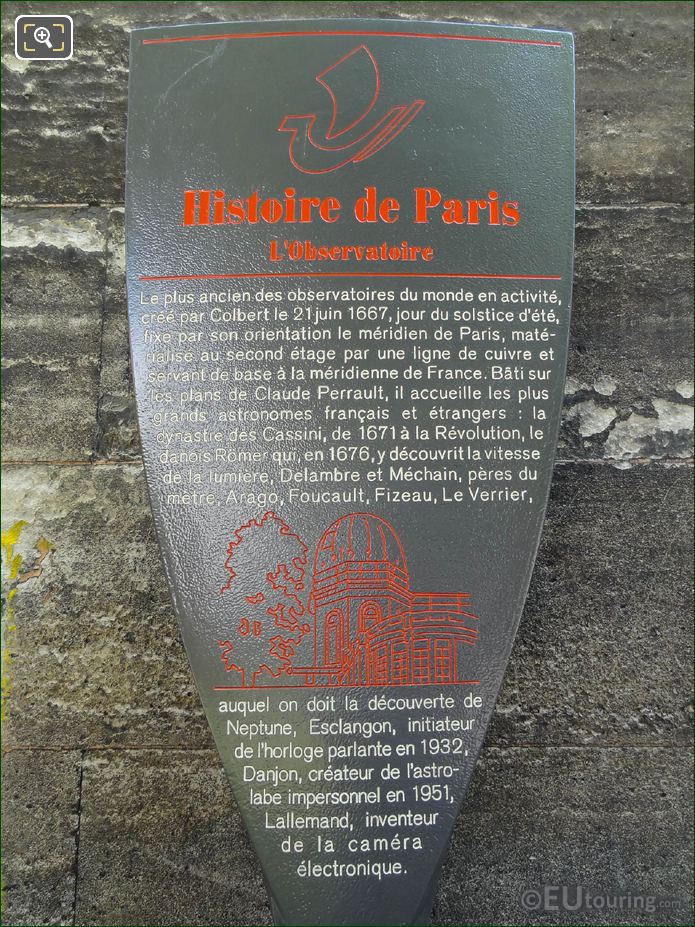 Histoire de Paris
L'Observatoire
Le plus ancien des observatoires du monde en activité,
créé par Colbert le 21 juin 1667, jour du solstice d'été,
fixe par son orientation le méridien de Paris, maté-
rialisé au second étage par une ligne de cuivre et
servant de base à la méridienne de France. Bâti sur
les plans de Claude Perrault, il accueille les plus
grands astronomes français et étrangers : la
dynastie des Cassini, de 1671 à la Révolution, le
danois Römer qui, en 1676, y découvrit la vitesse
de la lumière, Delambre et Méchain, pères du
mètre, Arago, Foucault, Fizeau, Le Verrier,
auquel on doit la découverte de
Neptune, Esclangon, initiateur
de l'horloge parlante en 1932,
Danjon, créateur de l'astro-
labe impersonnel en 1951,
Lallemand, inventeur
de la caméra
électronique.
©EUtouring.com